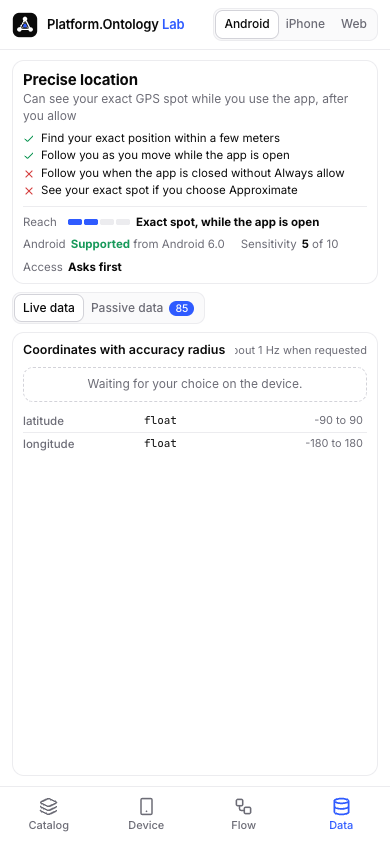 Platform.Ontology Lab
Android iPhone Web
Precise location
Can see your exact GPS spot while you use the app, after
you allow
Find your exact position within a few meters
Follow you as you move while the app is open
Follow you when the app is closed without Always allow
See your exact spot if you choose Approximate
Reach Exact spot, while the app is open
Android Supported from Android 6.0 Sensitivity 5 of 10
Access Asks first
Live data Passive data 85
Coordinates with accuracy radius 1 Hz when requested
Waiting for your choice on the device.
latitude float -90 to 90
longitude float -180 to 180
Catalog Device Flow Data